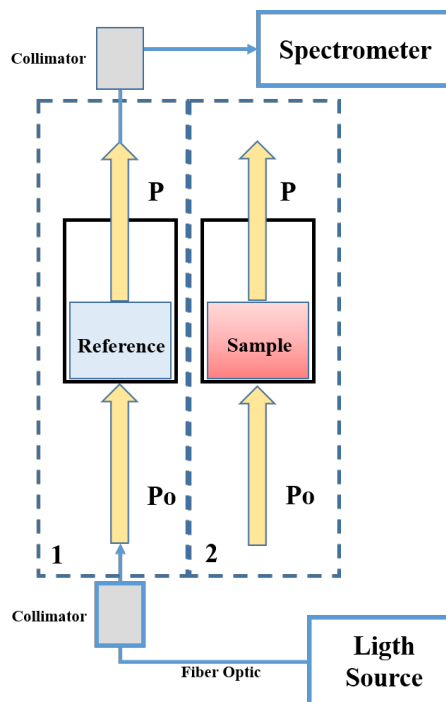 Collimator
Spectrometer
P
P
Reference
Sample
Po
Po
1
2
Collimator
Fiber Optic
Ligth
Source